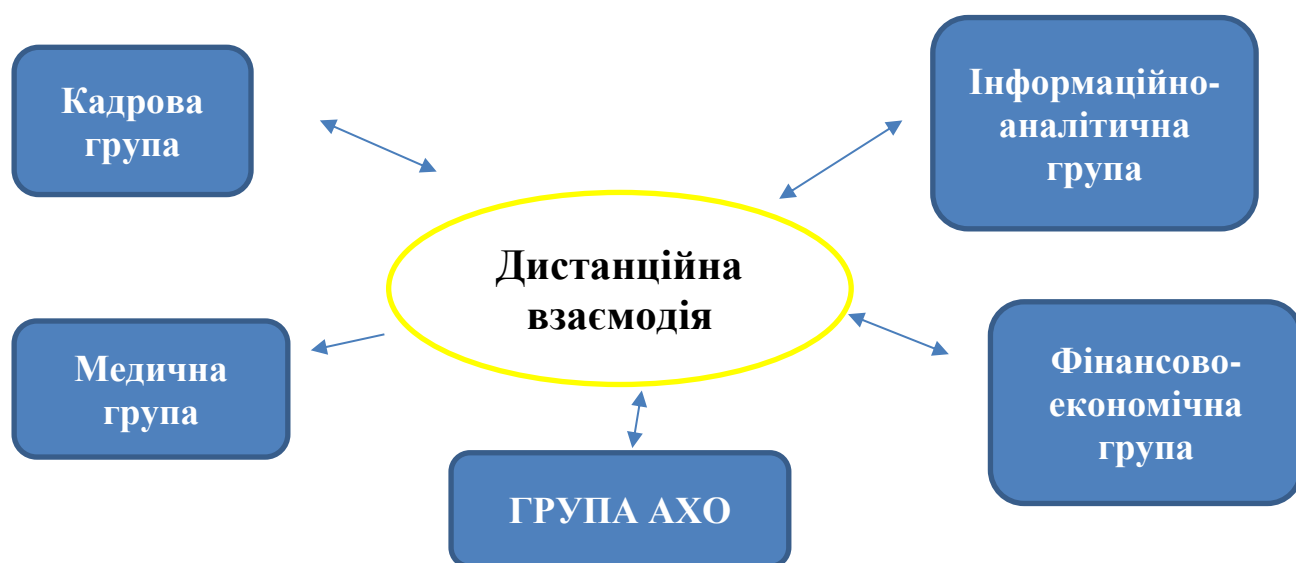 Кадрова
група
Інформаційно-
аналітична
група
Дистанційна
взаємодія
Медична
група
Фінансово-
економічна
група
ГРУПА АХО